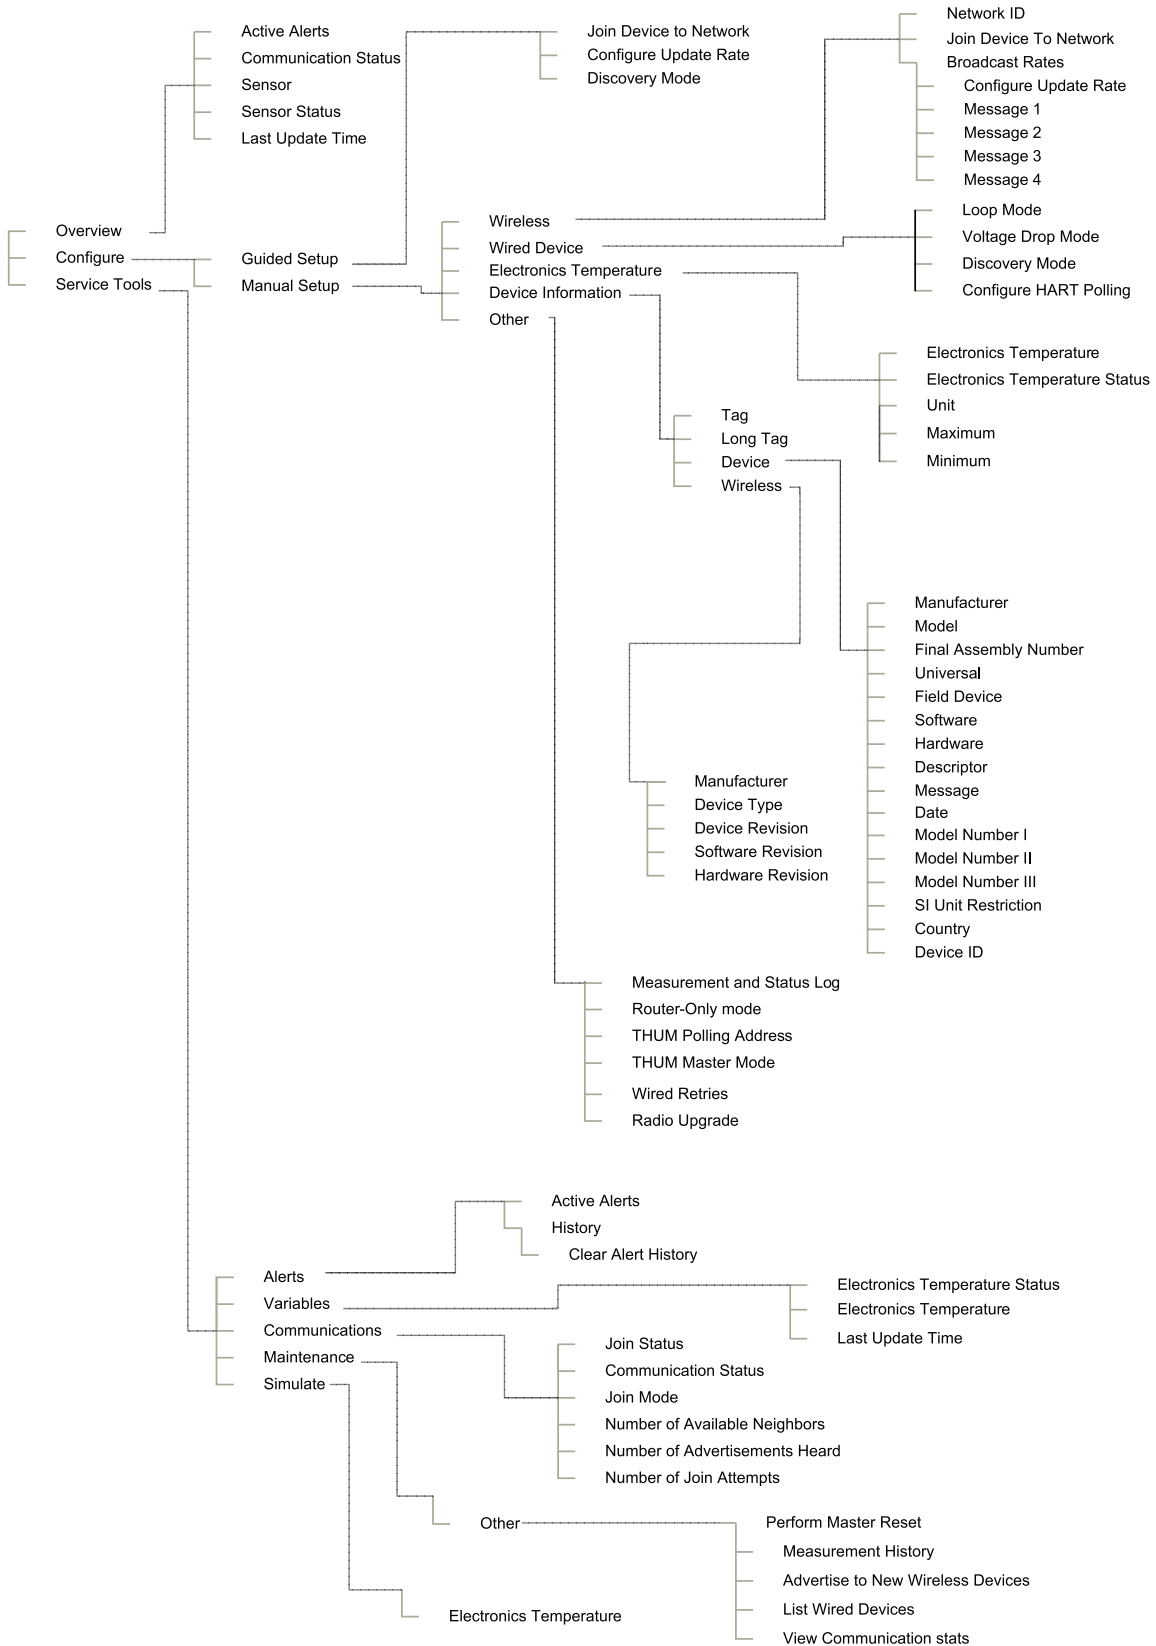 Overview
Configure
Service Tools
Active Alerts
Communication Status
Sensor
Sensor Status
Last Update Time
Guided Setup
Manual Setup
Join Device to Network
Configure Update Rate
Discovery Mode
Wireless
Wired Device
Electronics Temperature
Device Information
Other
Network ID
Join Device To Network
Broadcast Rates
Configure Update Rate
Message 1
Message 2
Message 3
Message 4
Loop Mode
Voltage Drop Mode
Discovery Mode
Configure HART Polling
Electronics Temperature
Electronics Temperature Status
Unit
Maximum
Minimum
Tag
Long Tag
Device
Wireless
Manufacturer
Model
Final Assembly Number
Universal
Field Device
Software
Hardware
Descriptor
Message
Date
Model Number I
Model Number II
Model Number III
SI Unit Restriction
Country
Device ID
Manufacturer
Device Type
Device Revision
Software Revision
Hardware Revision
Measurement and Status Log
Router-Only mode
THUM Polling Address
THUM Master Mode
Wired Retries
Radio Upgrade
Alerts
Variables
Communications
Maintenance
Simulate
Active Alerts
History
Clear Alert History
Electronics Temperature Status
Electronics Temperature
Last Update Time
Join Status
Communication Status
Join Mode
Number of Available Neighbors
Number of Advertisements Heard
Number of Join Attempts
Other
Perform Master Reset
Measurement History
Advertise to New Wireless Devices
List Wired Devices
View Communication stats
Electronics Temperature